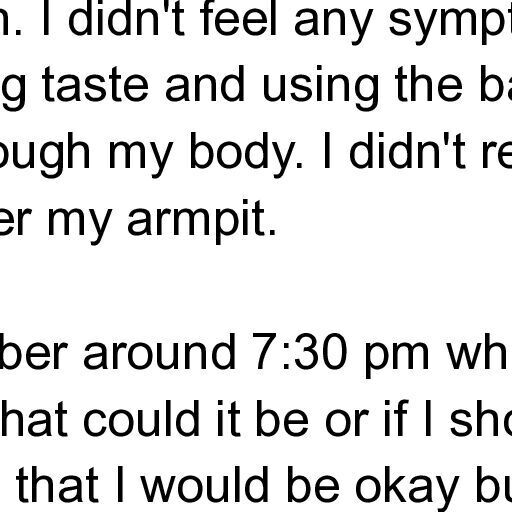 n. I didn't feel any sympt
g taste and using the ba
ough my body. I didn't re
er my armpit.
ber around 7:30 pm wh
hat could it be or if I sho
that I would be okay bu